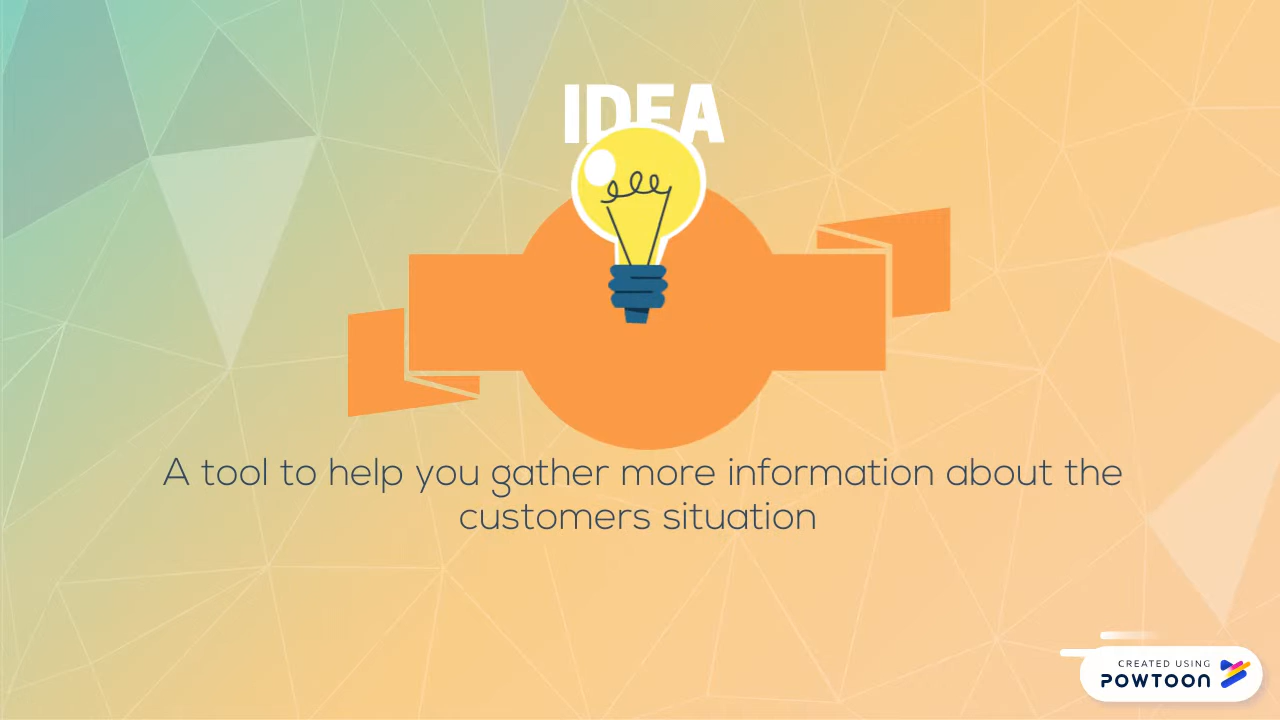 IDEA
A tool to help you gather more information about the
customers situation
CREATED USING
POWTOON